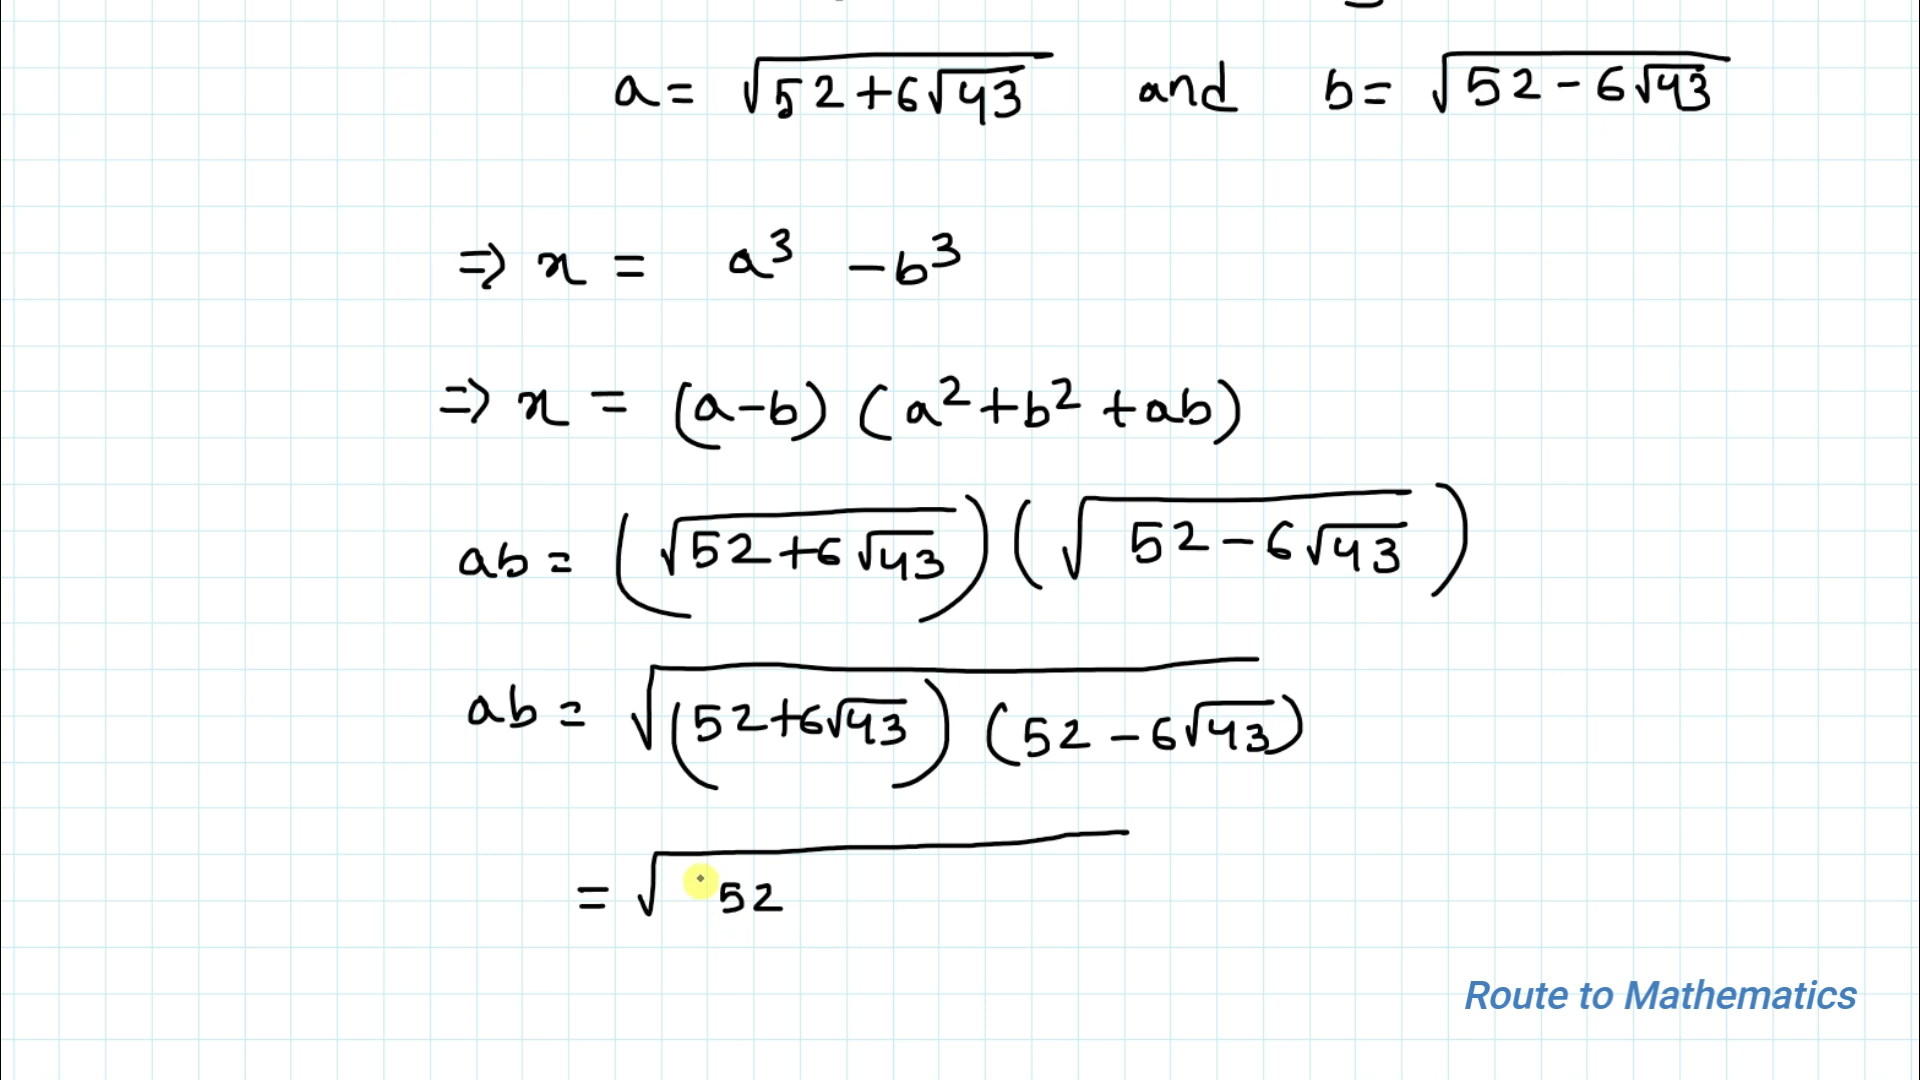 a = √(52+6√43) and b = √(52-6√43)
⇒ x = a³ - b³
⇒ x = (a-b) (a²+b²+ab)
ab = (√(52+6√43)) (√(52-6√43))
ab = √((52+6√43) (52-6√43))
= √52
Route to Mathematics